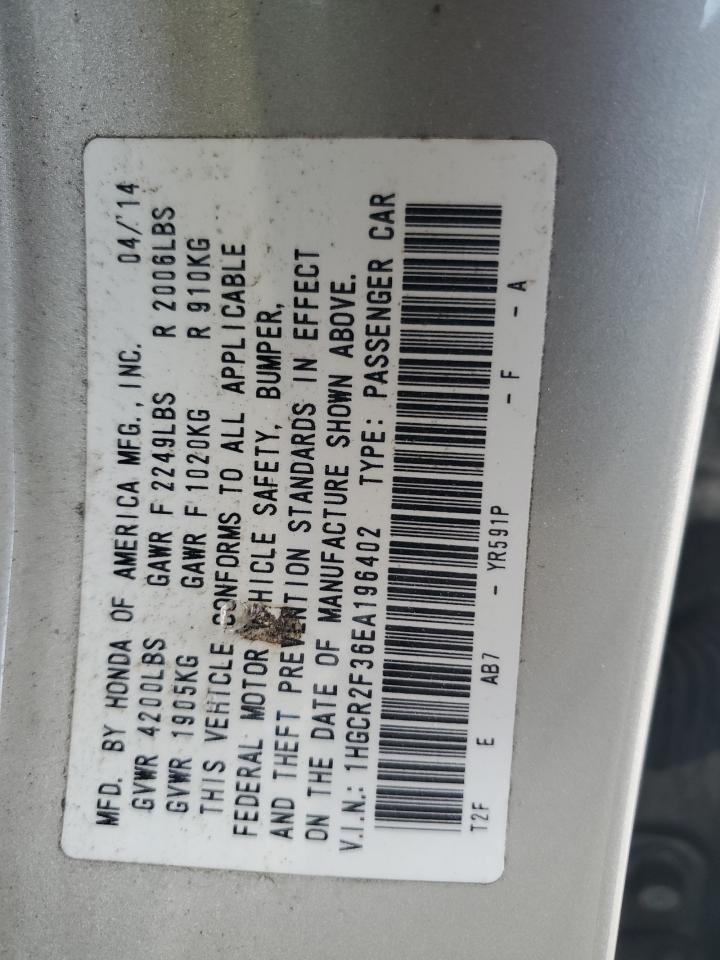 MFD. BY HONDA OF AMERICA MFG., INC. 04/'14
GVWR 4200LBS GAWR F 2249LBS R 2006LBS
GVWR 1905KG GAWR F 1020KG R 910KG
THIS VEHICLE CONFORMS TO ALL APPLICABLE
FEDERAL MOTOR VEHICLE SAFETY, BUMPER,
AND THEFT PREVENTION STANDARDS IN EFFECT
ON THE DATE OF MANUFACTURE SHOWN ABOVE.
V.I.N.: 1HGCR2F36EA196402 TYPE: PASSENGER CAR
T2F E AB7 - YR591P - F - A